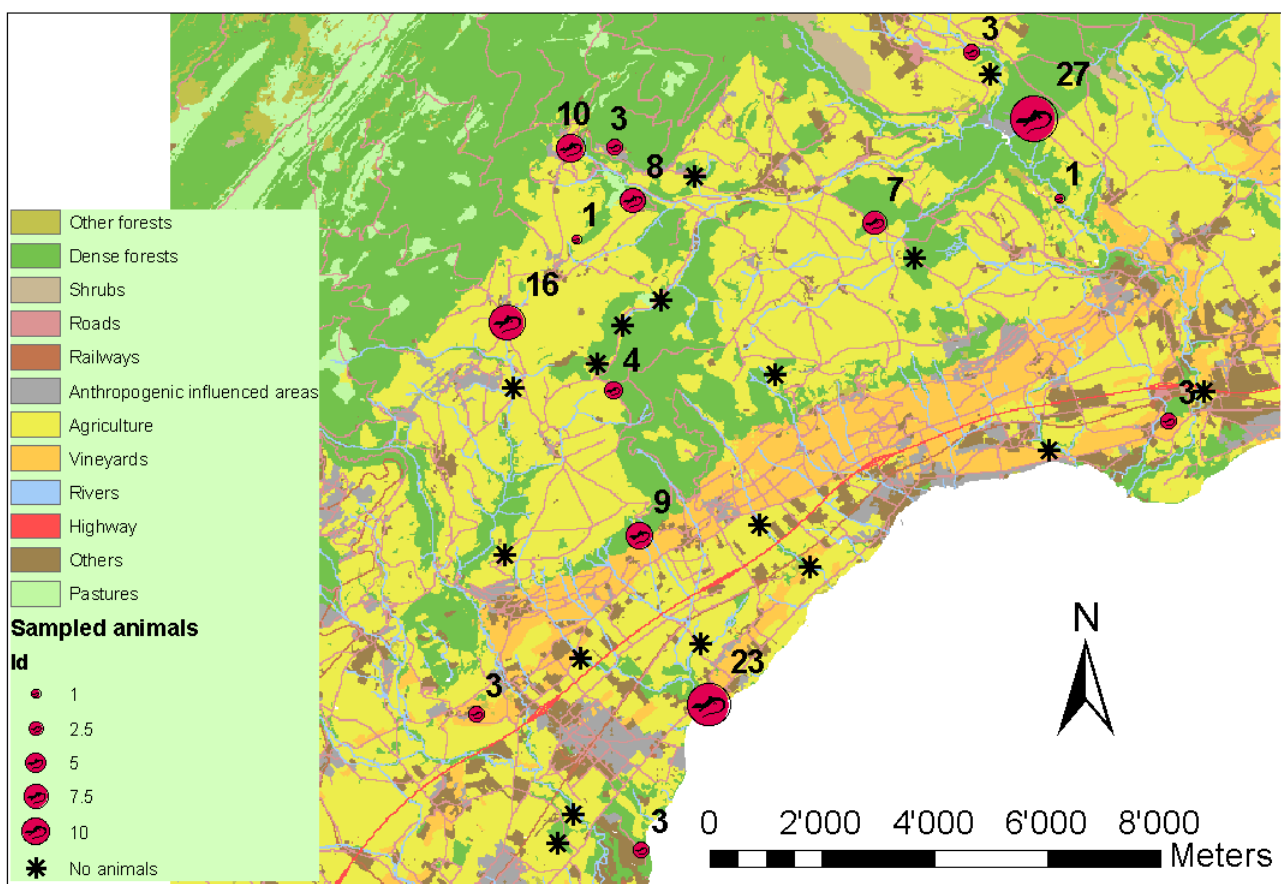 3
27
10
3
8
1
7
1
16
4
3
9
23
3
3
Other forests
Dense forests
Shrubs
Roads
Railways
Anthropogenic influenced areas
Agriculture
Vineyards
Rivers
Highway
Others
Pastures
Sampled animals
Id
1
2.5
5
7.5
10
No animals
N
0 2'000 4'000 6'000 8'000
Meters